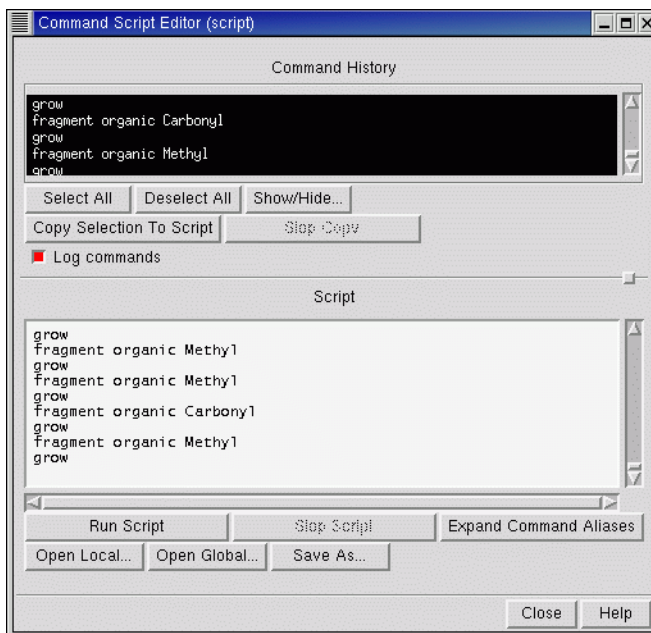 Command Script Editor (script)
Command History
grow
fragment organic Carbonyl
grow
fragment organic Methyl
grow
Select All Deselect All Show/Hide...
Copy Selection To Script Stop Copy
Log commands
Script
grow
fragment organic Methyl
grow
fragment organic Methyl
grow
fragment organic Carbonyl
grow
fragment organic Methyl
grow
Run Script Stop Script Expand Command Aliases
Open Local... Open Global... Save As...
Close Help